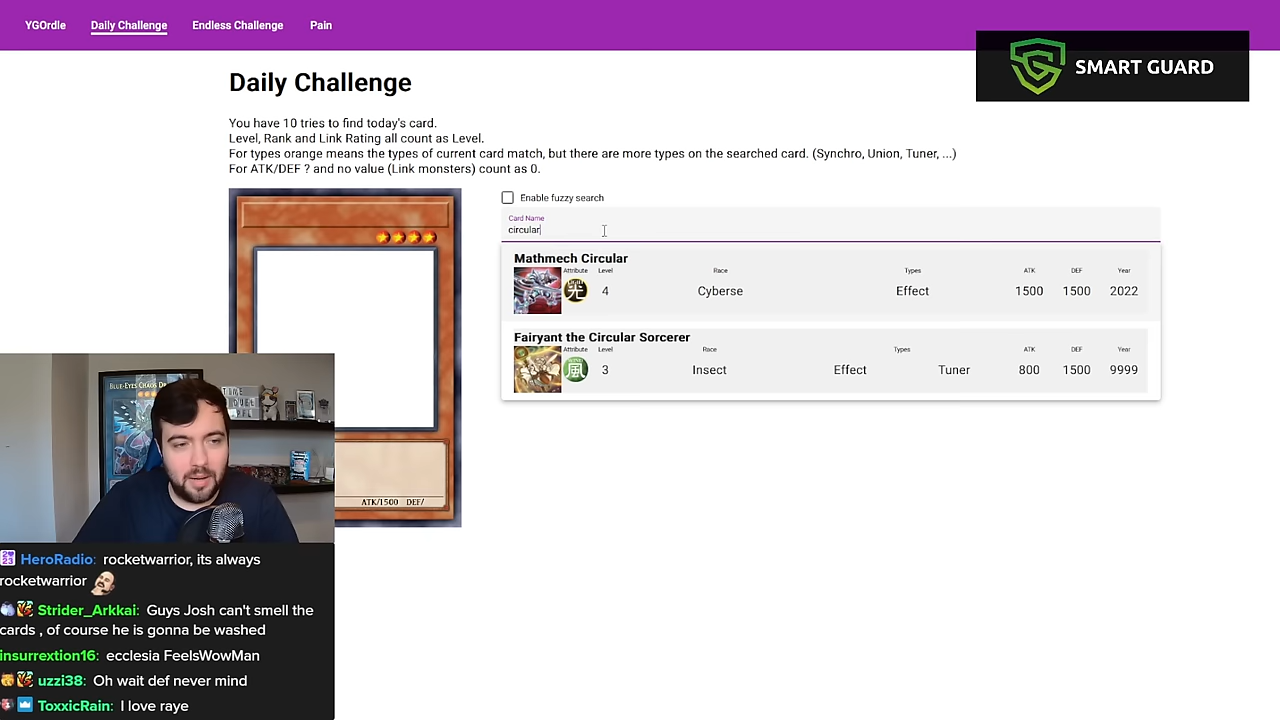 YGOrdle Daily Challenge Endless Challenge Pain
SMART GUARD
Daily Challenge
You have 10 tries to find today's card.
Level, Rank and Link Rating all count as Level.
For types orange means the types of current card match, but there are more types on the searched card. (Synchro, Union, Tuner, ...)
For ATK/DEF ? and no value (Link monsters) count as 0.
Enable fuzzy search
Card Name
circular
Mathmech Circular
Attribute Level Race Types ATK DEF Year
光 4 Cyberse Effect 1500 1500 2022
Fairyant the Circular Sorcerer
Attribute Level Race Types ATK DEF Year
風 3 Insect Effect Tuner 800 1500 9999
ATK/1500 DEF/
BLUE-EYES CHAOS
TIME
DUEL
HeroRadio: rocketwarrior, its always
rocketwarrior
Strider_Arkkai: Guys Josh can't smell the
cards , of course he is gonna be washed
insurrextion16: ecclesia FeelsWowMan
uzzi38: Oh wait def never mind
ToxxicRain: I love raye